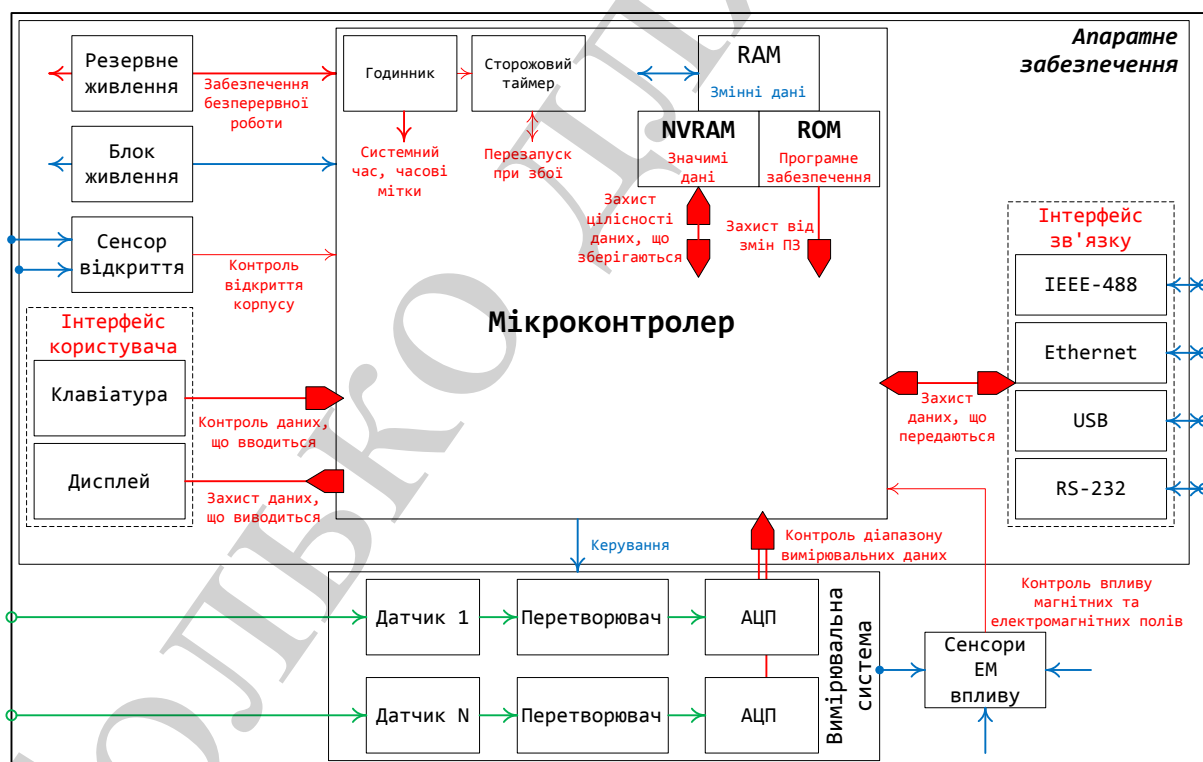 Апаратне
забезпечення
Резервне
живлення
Забезпечення
безперервної
роботи
Блок
живлення
Сенсор
відкриття
Контроль
відкриття
корпусу
Інтерфейс
користувача
Клавіатура
Контроль даних,
що вводиться
Дисплей
Захист даних,
що виводиться
Годинник
Системний
час, часові
мітки
Сторожовий
таймер
Перезапуск
при збої
RAM
Змінні дані
NVRAM
Значимі
дані
ROM
Програмне
забезпечення
Захист
цілісності
даних, що
зберігаються
Захист від
змін ПЗ
Мікроконтролер
Інтерфейс
зв'язку
IEEE-488
Ethernet
USB
RS-232
Захист
даних, що
передаються
Керування
Контроль діапазону
вимірювальних даних
Контроль впливу
магнітних та
електромагнітних полів
Датчик 1
Перетворювач
АЦП
Датчик N
Перетворювач
АЦП
Вимірювальна
система
Сенсори
ЕМ
впливу
ОЛЬКО ДЛ